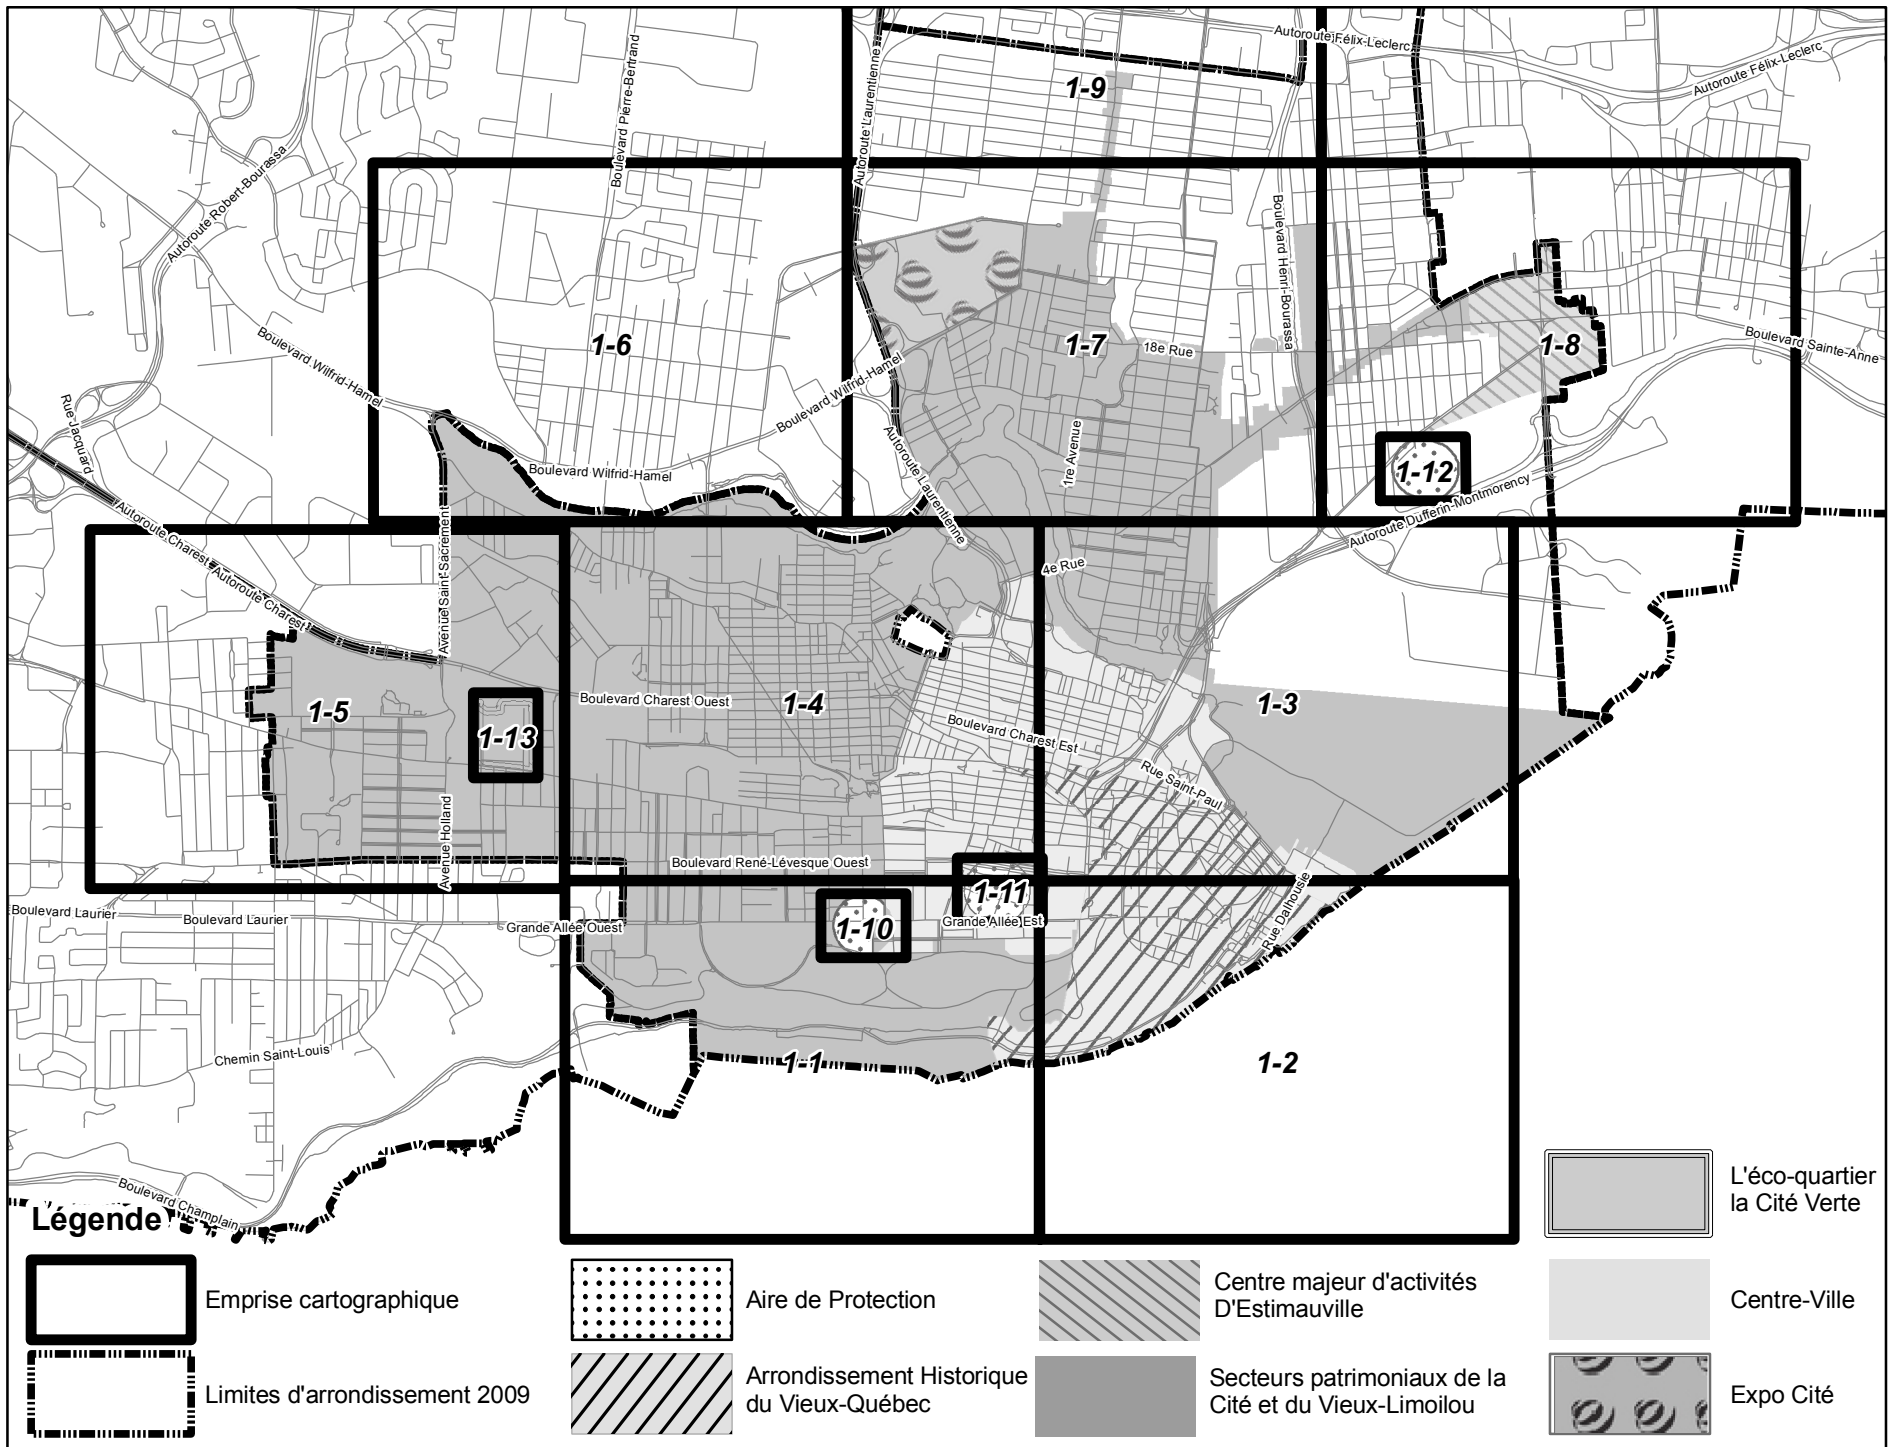 Autoroute Félix-Leclerc
Autoroute Félix-Leclerc
Boulevard Pierre-Bertrand
Autoroute Laurentienne
1-9
Autoroute Robert-Bourassa
Boulevard Henri-Bourassa
Boulevard Wilfrid-Hamel
1-6
1-7
18e Rue
1-8
Boulevard Sainte-Anne
Boulevard Wilfrid-Hamel
Rue Jacquard
1re Avenue
Autoroute Laurentienne
Boulevard Wilfrid-Hamel
1-12
Autoroute Dufferin-Montmorency
Autoroute Charest
Autoroute Charest
Avenue Saint-Sacrement
4e Rue
1-5
Boulevard Charest Ouest
1-4
1-3
1-13
Boulevard Charest Est
Rue Saint-Paul
Avenue Holland
Boulevard René-Lévesque Ouest
1-11
Boulevard Laurier
Boulevard Laurier
Grande Allée Ouest
1-10
Grande Allée Est
Rue Dalhousie
Chemin Saint-Louis
1-1
1-2
Boulevard Champlain
Légende
Emprise cartographique
Limites d'arrondissement 2009
Aire de Protection
Arrondissement Historique
du Vieux-Québec
Centre majeur d'activités
D'Estimauville
Secteurs patrimoniaux de la
Cité et du Vieux-Limoilou
L'éco-quartier
la Cité Verte
Centre-Ville
Expo Cité